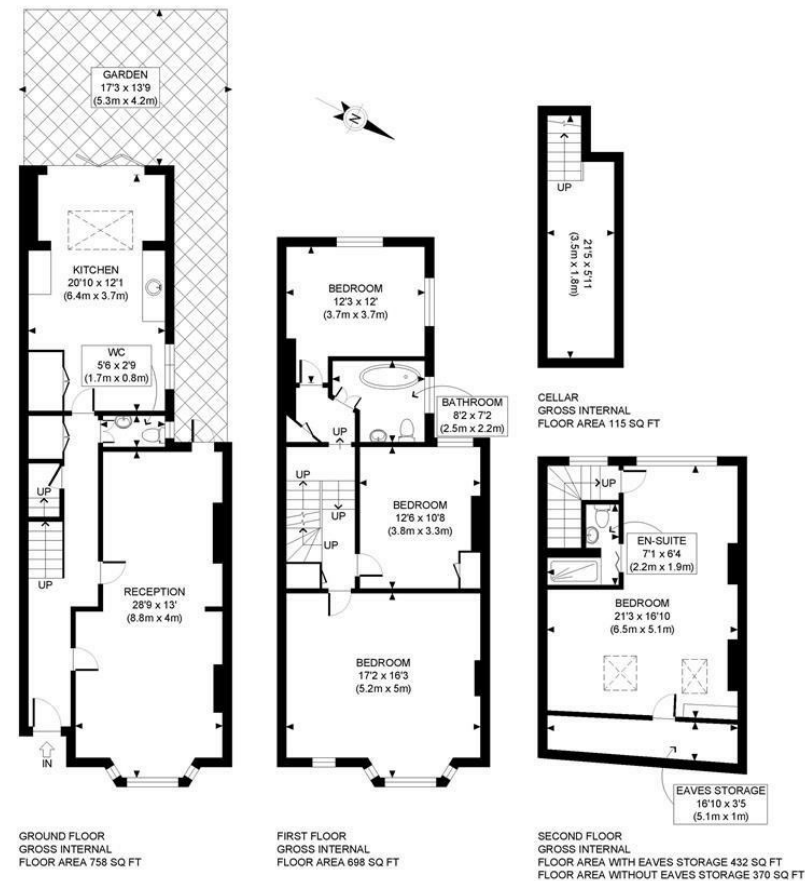 GARDEN
17'3 x 13'9
(5.3m x 4.2m)
N
KITCHEN
20'10 x 12'1
(6.4m x 3.7m)
WC
5'6 x 2'9
(1.7m x 0.8m)
UP
UP
RECEPTION
28'9 x 13'
(8.8m x 4m)
IN
GROUND FLOOR
GROSS INTERNAL
FLOOR AREA 758 SQ FT
BEDROOM
12'3 x 12'
(3.7m x 3.7m)
BATHROOM
8'2 x 7'2
(2.5m x 2.2m)
UP
UP
UP
UP
BEDROOM
12'6 x 10'8
(3.8m x 3.3m)
BEDROOM
17'2 x 16'3
(5.2m x 5m)
FIRST FLOOR
GROSS INTERNAL
FLOOR AREA 698 SQ FT
UP
21'5 x 5'11
(3.5m x 1.8m)
CELLAR
GROSS INTERNAL
FLOOR AREA 115 SQ FT
UP
EN-SUITE
7'1 x 6'4
(2.2m x 1.9m)
BEDROOM
21'3 x 16'10
(6.5m x 5.1m)
EAVES STORAGE
16'10 x 3'5
(5.1m x 1m)
SECOND FLOOR
GROSS INTERNAL
FLOOR AREA WITH EAVES STORAGE 432 SQ FT
FLOOR AREA WITHOUT EAVES STORAGE 370 SQ FT